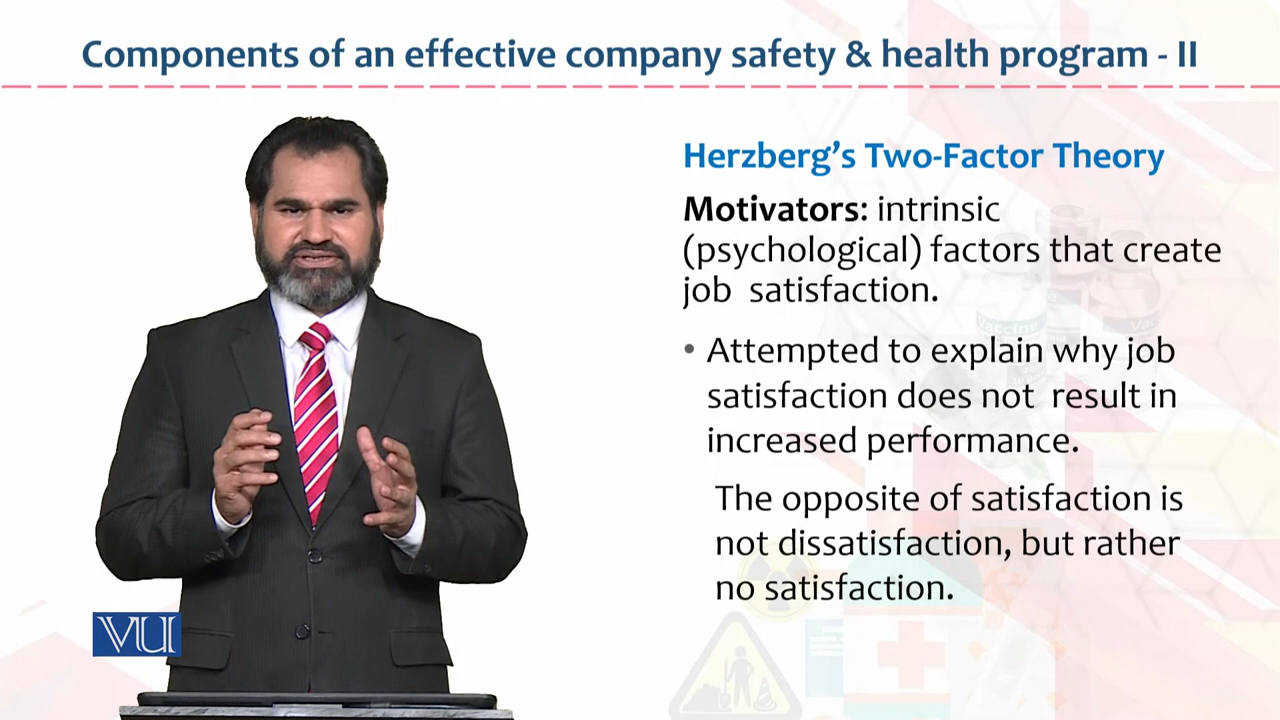 Components of an effective company safety & health program - II
Herzberg’s Two-Factor Theory
Motivators: intrinsic
(psychological) factors that create
job satisfaction.
• Attempted to explain why job
satisfaction does not result in
increased performance.
The opposite of satisfaction is
not dissatisfaction, but rather
no satisfaction.
Vaccine
VU